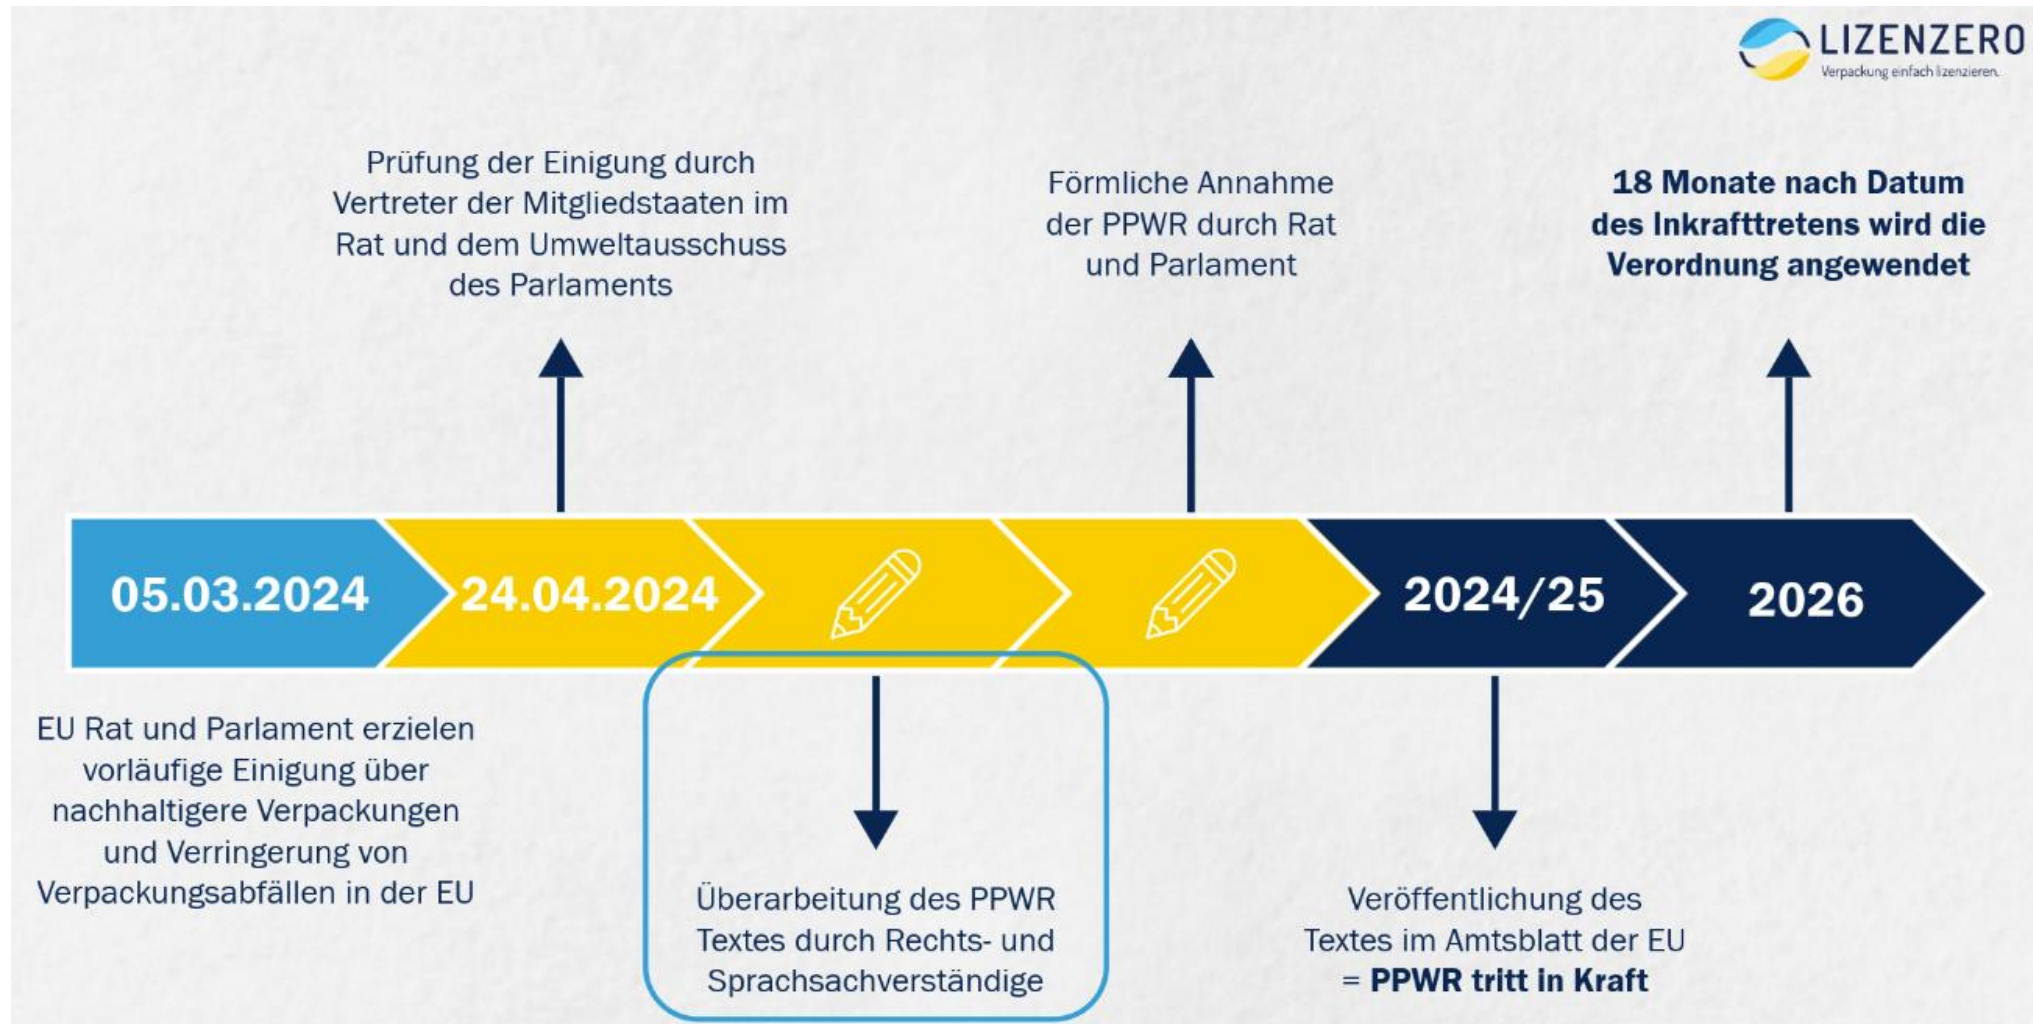 LIZENZERO
Verpackung einfach lizenzieren.
Prüfung der Einigung durch
Vertreter der Mitgliedstaaten im
Rat und dem Umweltausschuss
des Parlaments
Förmliche Annahme
der PPWR durch Rat
und Parlament
18 Monate nach Datum
des Inkrafttretens wird die
Verordnung angewendet
05.03.2024
24.04.2024
2024/25
2026
EU Rat und Parlament erzielen
vorläufige Einigung über
nachhaltigere Verpackungen
und Verringerung von
Verpackungsabfällen in der EU
Überarbeitung des PPWR
Textes durch Rechts- und
Sprachsachverständige
Veröffentlichung des
Textes im Amtsblatt der EU
= PPWR tritt in Kraft